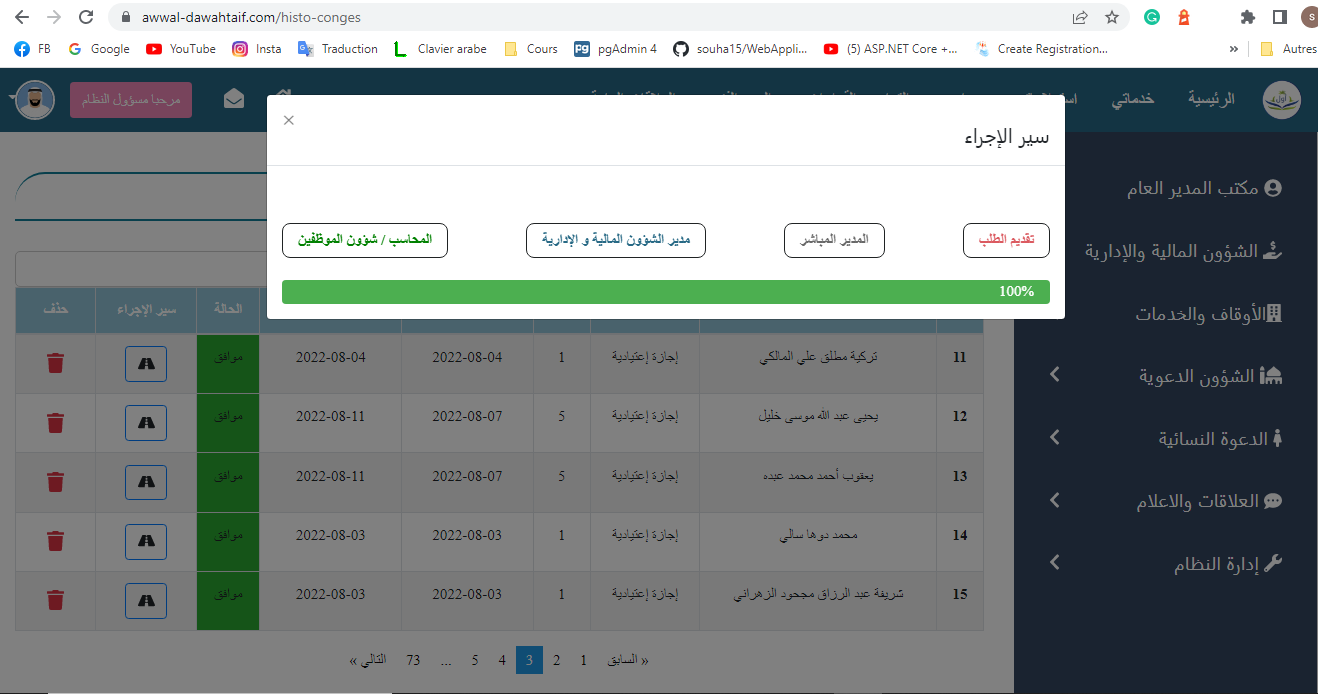 awwal-dawahtaif.com/histo-conges
FB Google YouTube Insta Traduction Clavier arabe Cours pgAdmin 4 souha15/WebAppli... (5) ASP.NET Core +... Create Registration... » Autres
الرئيسية خدماتي
مرحبا مسؤول النظام
سير الإجراء
×
تقديم الطلب المدير المباشر مدير الشؤون المالية و الإدارية المحاسب / شؤون الموظفين
100%
مكتب المدير العام
الشؤون المالية والإدارية
الأوقاف والخدمات
الشؤون الدعوية
الدعوة النسائية
العلاقات والاعلام
إدارة النظام
الحالة سير الإجراء حذف
11 تركية مطلق علي المالكي إجازة إعتيادية 1 2022-08-04 2022-08-04 موافق
12 يحيى عبد الله موسى خليل إجازة إعتيادية 5 2022-08-07 2022-08-11 موافق
13 يعقوب أحمد محمد عبده إجازة إعتيادية 5 2022-08-07 2022-08-11 موافق
14 محمد دوها سالي إجازة إعتيادية 1 2022-08-03 2022-08-03 موافق
15 شريفة عبد الرزاق مجحود الزهراني إجازة إعتيادية 1 2022-08-03 2022-08-03 موافق
« السابق 1 2 3 4 5 ... 73 التالي »